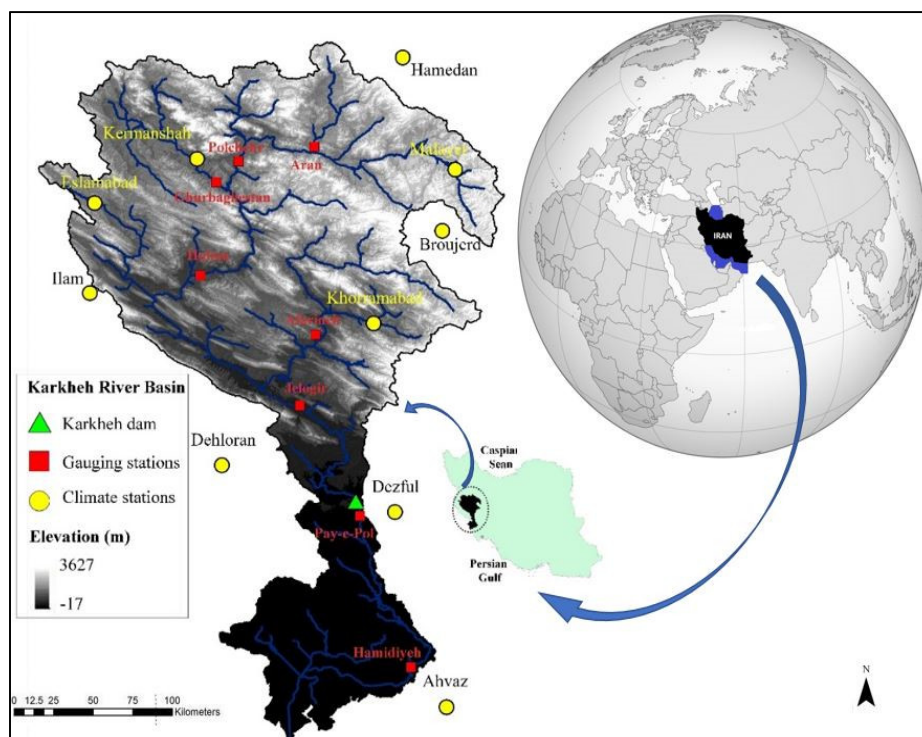 Hamedan
Kermanshah
Polchehr
Aran
Malayer
Eslamabad
Broujerd
Ilam
Khorramabad
Jelogir
Karkheh River Basin
Karkheh dam
Gauging stations
Climate stations
Elevation (m)
3627
-17
Dehloran
Dezful
Pay-e-Pol
Hamidiyeh
Ahvaz
0 12.5 25 50 75 100
Kilometers
IRAN
Caspian
Sean
Persian
Gulf
N